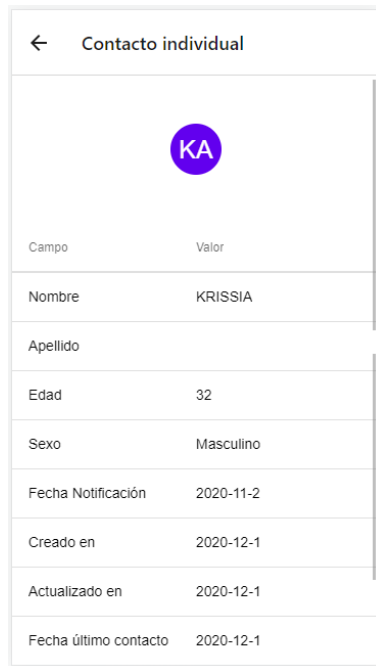 ← Contacto individual
KA
Campo Valor
Nombre KRISSIA
Apellido
Edad 32
Sexo Masculino
Fecha Notificación 2020-11-2
Creado en 2020-12-1
Actualizado en 2020-12-1
Fecha último contacto 2020-12-1